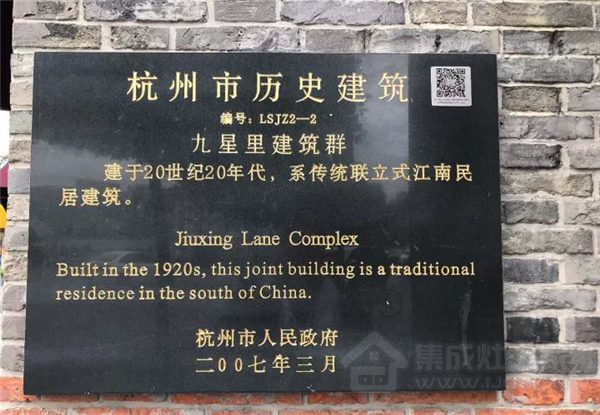 杭州市历史建筑
编号：LSJZ2—2
九星里建筑群
建于20世纪20年代，系传统联立式江南民
居建筑。
Jiuxing Lane Complex
Built in the 1920s, this joint building is a traditional
residence in the south of China.
杭州市人民政府
二〇〇七年三月
集成灶